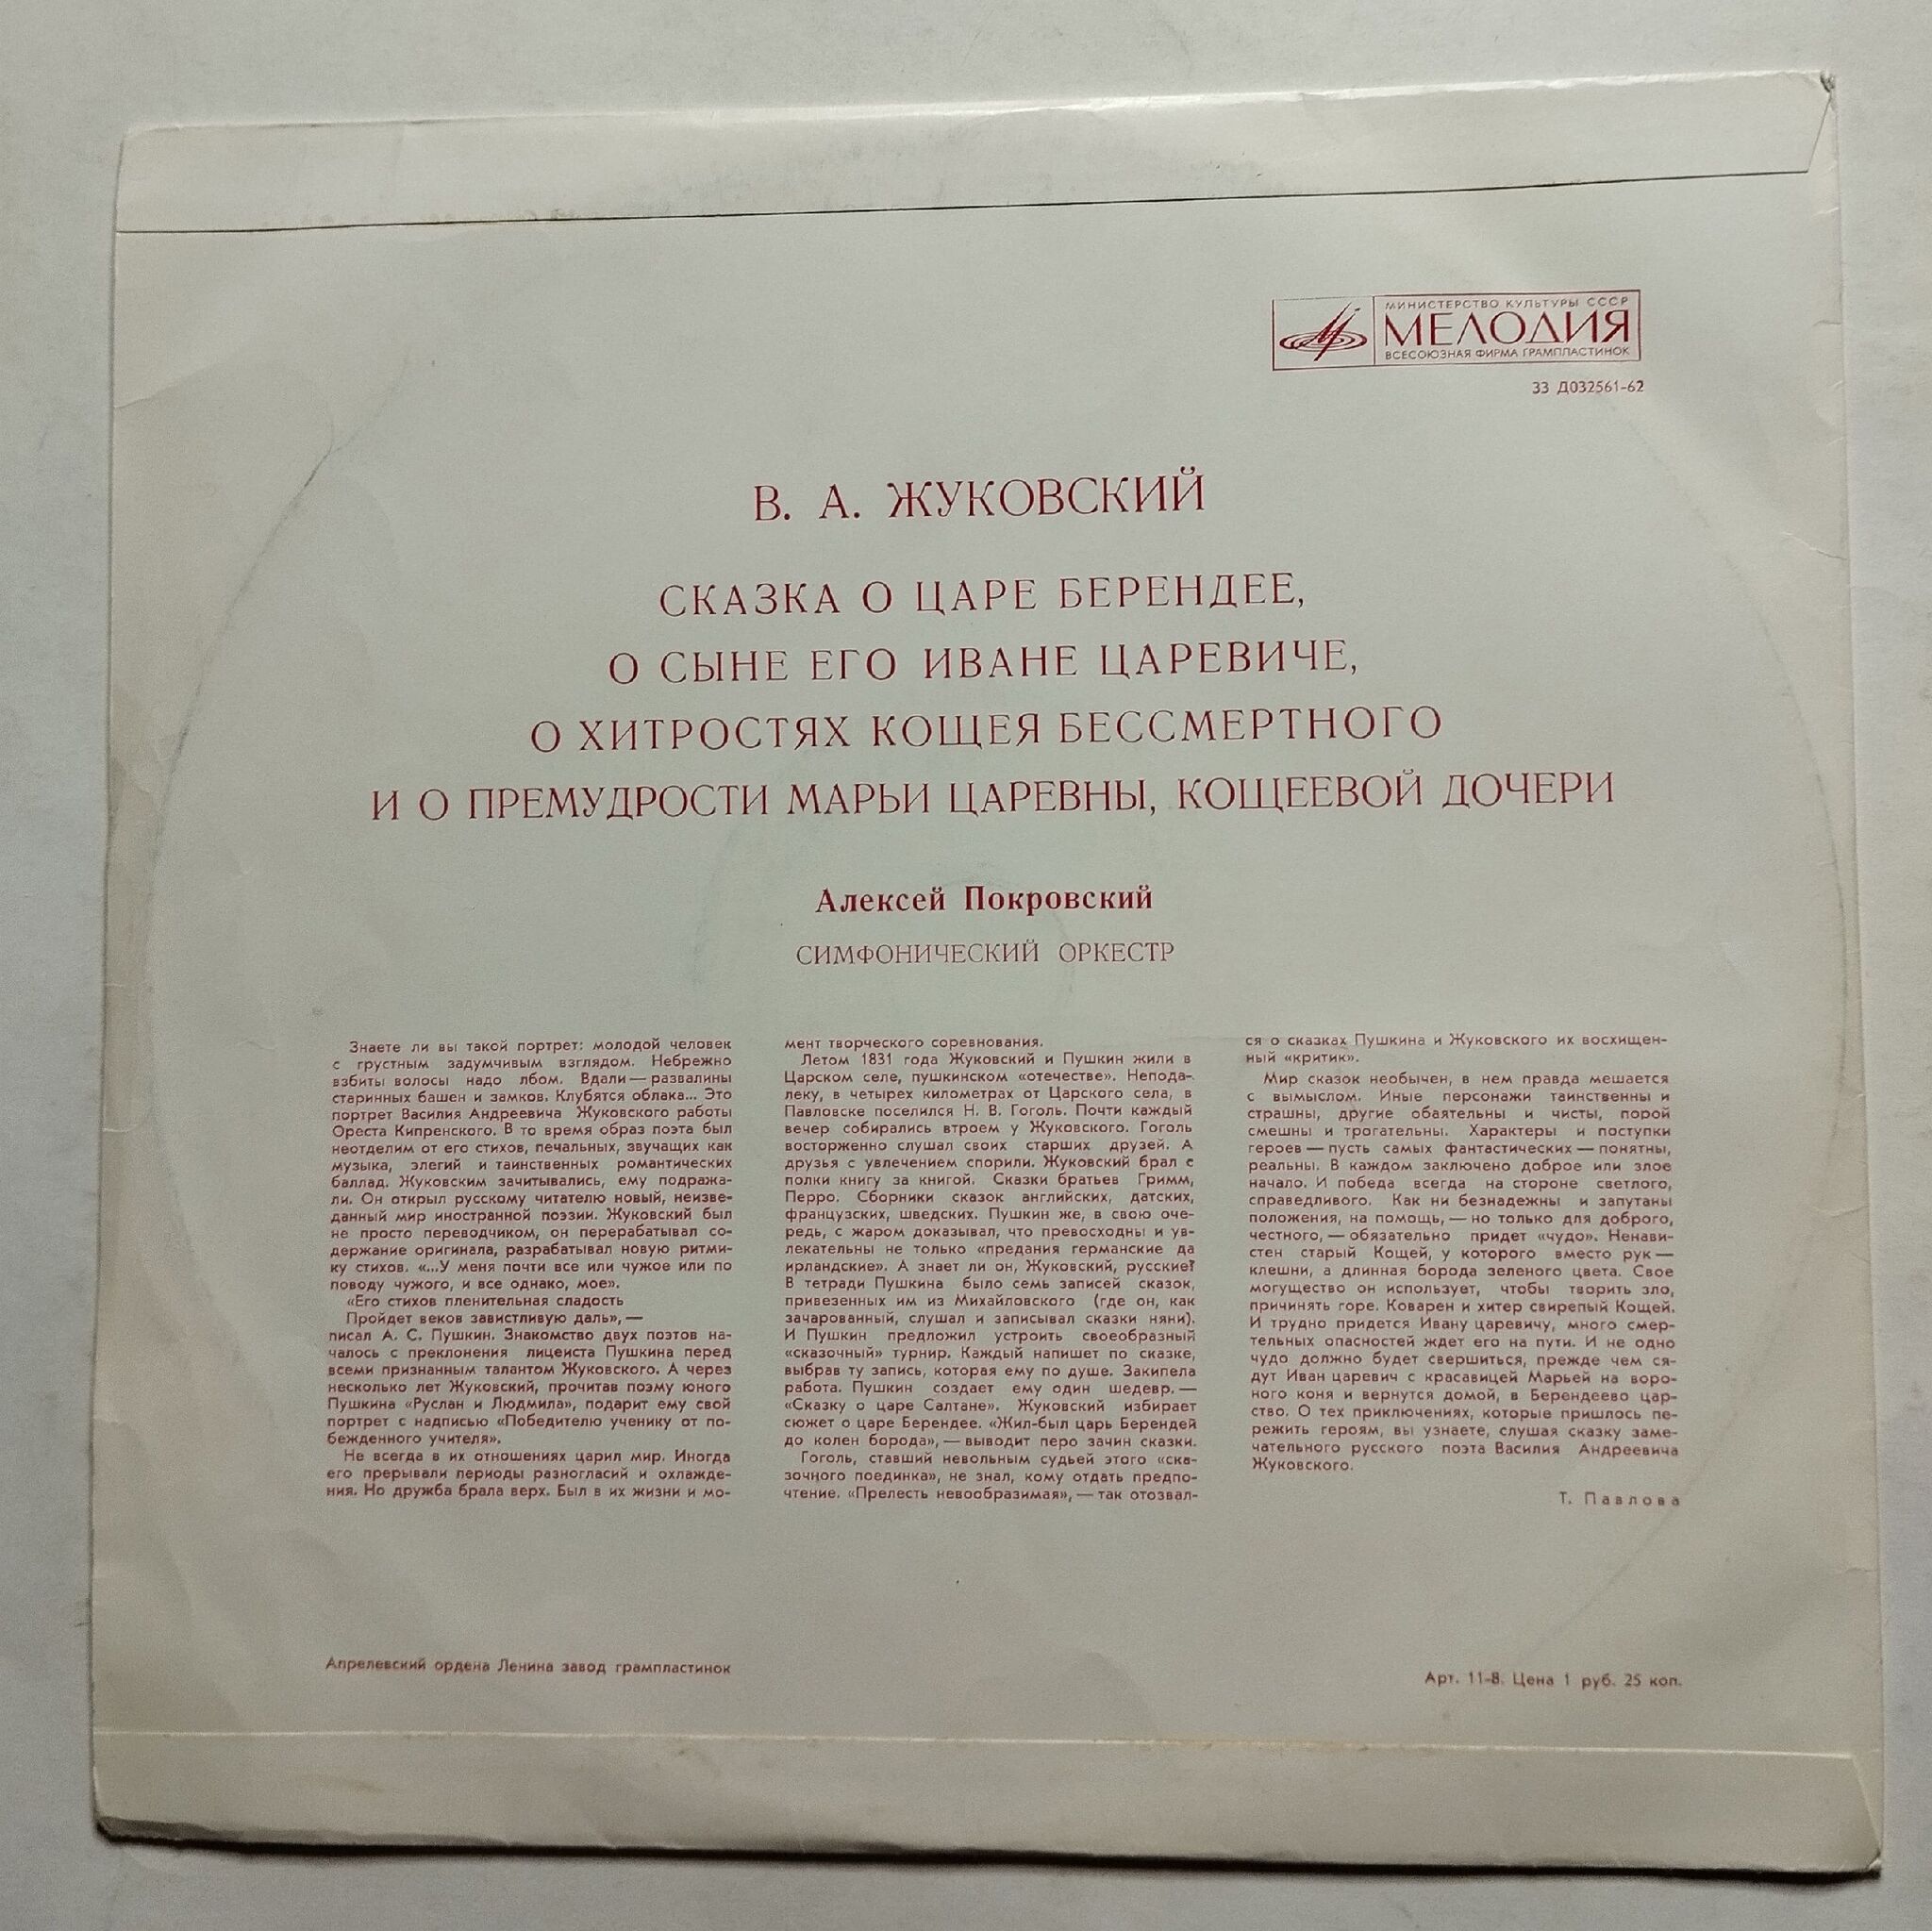 МИНИСТЕРСТВО КУЛЬТУРЫ СССР
МЕЛОДИЯ
ВСЕСОЮЗНАЯ ФИРМА ГРАМПЛАСТИНОК
33 Д032561-62
В. А. ЖУКОВСКИЙ
СКАЗКА О ЦАРЕ БЕРЕНДЕЕ,
О СЫНЕ ЕГО ИВАНЕ ЦАРЕВИЧЕ,
О ХИТРОСТЯХ КОЩЕЯ БЕССМЕРТНОГО
И О ПРЕМУДРОСТИ МАРЬИ ЦАРЕВНЫ, КОЩЕЕВОЙ ДОЧЕРИ
Алексей Покровский
СИМФОНИЧЕСКИЙ ОРКЕСТР
Знаете ли вы такой портрет: молодой человек
с грустным задумчивым взглядом. Небрежно
взбиты волосы надо лбом. Вдали — развалины
старинных башен и замков. Клубятся облака... Это
портрет Василия Андреевича Жуковского работы
Ореста Кипренского. В то время образ поэта был
неотделим от его стихов, печальных, звучащих как
музыка, элегий и таинственных романтических
баллад. Жуковским зачитывались, ему подража-
ли. Он открыл русскому читателю новый, неизве-
данный мир иностранной поэзии. Жуковский был
не просто переводчиком, он перерабатывал со-
держание оригинала, разрабатывал новую ритми-
ку стихов. «...У меня почти все или чужое или по
поводу чужого, и все однако, мое».
«Его стихов пленительная сладость
Пройдет веков завистливую даль», —
писал А. С. Пушкин. Знакомство двух поэтов на-
чалось с преклонения лицеиста Пушкина перед
всеми признанным талантом Жуковского. А через
несколько лет Жуковский, прочитав поэму юного
Пушкина «Руслан и Людмила», подарит ему свой
портрет с надписью «Победителю ученику от по-
бежденного учителя».
Не всегда в их отношениях царил мир. Иногда
его прерывали периоды разногласий и охлажде-
ния. Но дружба брала верх. Был в их жизни и мо-
мент творческого соревнования.
Летом 1831 года Жуковский и Пушкин жили в
Царском селе, пушкинском «отечестве». Непода-
леку, в четырех километрах от Царского села, в
Павловске поселился Н. В. Гоголь. Почти каждый
вечер собирались втроем у Жуковского. Гоголь
восторженно слушал своих старших друзей. А
друзья с увлечением спорили. Жуковский брал с
полки книгу за книгой. Сказки братьев Гримм,
Перро. Сборники сказок английских, датских,
французских, шведских. Пушкин же, в свою оче-
редь, с жаром доказывал, что превосходны и ув-
лекательны не только «предания германские да
ирландские». А знает ли он, Жуковский, русские?
В тетради Пушкина было семь записей сказок,
привезенных им из Михайловского (где он, как
зачарованный, слушал и записывал сказки няни).
И Пушкин предложил устроить своеобразный
«сказочный» турнир. Каждый напишет по сказке,
выбрав ту запись, которая ему по душе. Закипела
работа. Пушкин создает ему один шедевр, —
«Сказку о царе Салтане». Жуковский избирает
сюжет о царе Берендее. «Жил-был царь Берендей
до колен борода», — выводит перо зачин сказки.
Гоголь, ставший невольным судьей этого «ска-
зочного поединка», не знал, кому отдать предпо-
чтение. «Прелесть невообразимая», — так отозвал-
ся о сказках Пушкина и Жуковского их восхищен-
ный «критик».
Мир сказок необычен, в нем правда мешается
с вымыслом. Иные персонажи таинственны и
страшны, другие обаятельны и чисты, порой
смешны и трогательны. Характеры и поступки
героев — пусть самых фантастических — понятны,
реальны. В каждом заключено доброе или злое
начало. И победа всегда на стороне светлого,
справедливого. Как ни безнадежны и запутаны
положения, на помощь, — но только для доброго,
честного, — обязательно придет «чудо». Ненави-
стен старый Кощей, у которого вместо рук —
клешни, а длинная борода зеленого цвета. Свое
могущество он использует, чтобы творить зло,
причинять горе. Коварен и хитер свирепый Кощей.
И трудно придется Ивану царевичу, много смер-
тельных опасностей ждет его на пути. И не одно
чудо должно будет свершиться, прежде чем ся-
дут Иван царевич с красавицей Марьей на воро-
ного коня и вернутся домой, в Берендеево цар-
ство. О тех приключениях, которые пришлось пе-
режить героям, вы узнаете, слушая сказку заме-
чательного русского поэта Василия Андреевича
Жуковского.
Т. Павлова
Апрелевский ордена Ленина завод грампластинок
Арт. 11-8. Цена 1 руб. 25 коп.